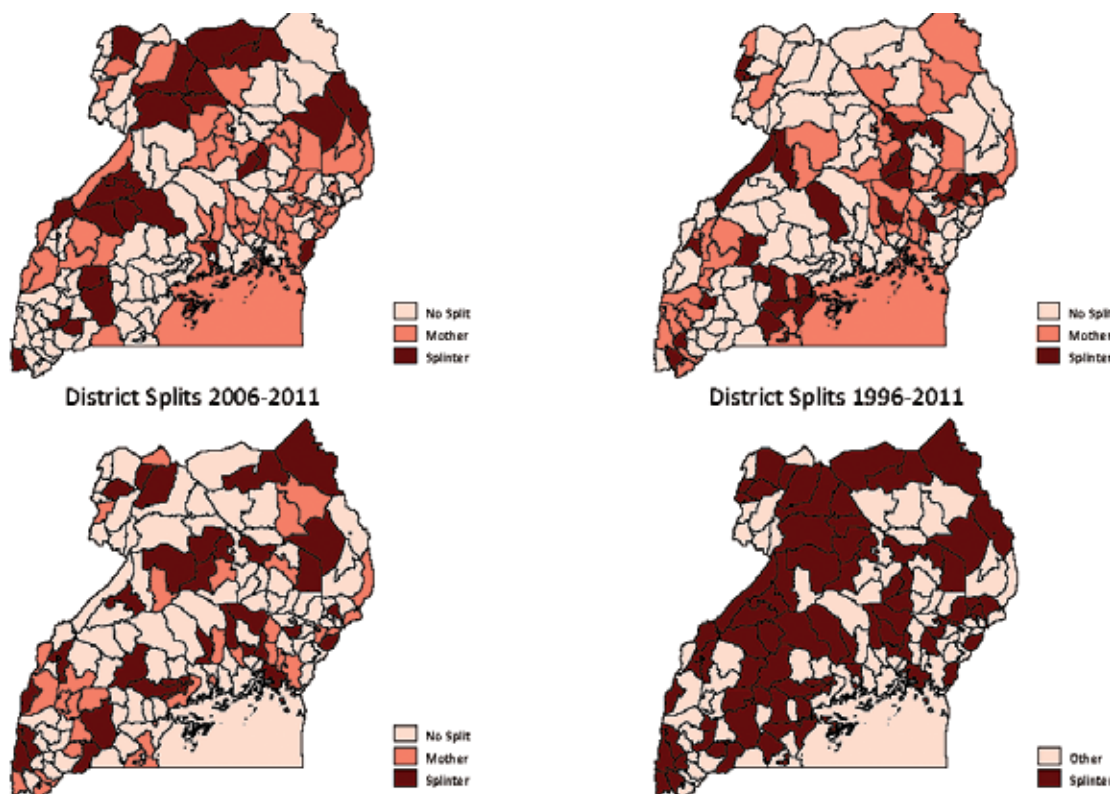 No Split
Mother
Splinter
No Split
Mother
Splinter
District Splits 2006-2011
District Splits 1996-2011
No Split
Mother
Splinter
Other
Splinter